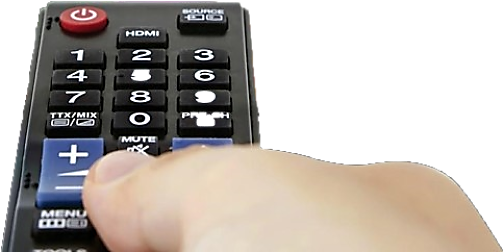 SOURCE
HDMI
1 2 3
4 6
7 8
TTX/MIX 0
MUTE
+
MENU